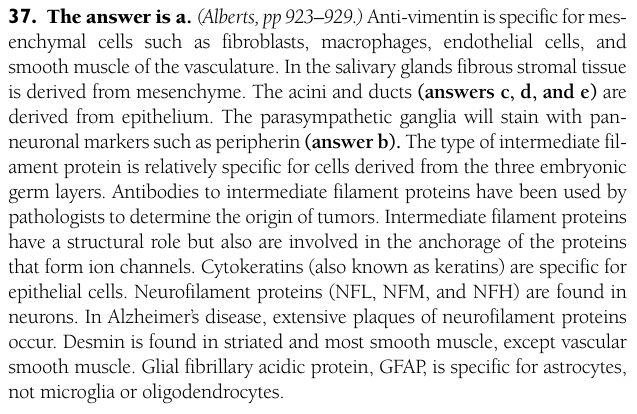 37. The answer is a. (Alberts, pp 923–929.) Anti-vimentin is specific for mes-
enchymal cells such as fibroblasts, macrophages, endothelial cells, and
smooth muscle of the vasculature. In the salivary glands fibrous stromal tissue
is derived from mesenchyme. The acini and ducts (answers c, d, and e) are
derived from epithelium. The parasympathetic ganglia will stain with pan-
neuronal markers such as peripherin (answer b). The type of intermediate fil-
ament protein is relatively specific for cells derived from the three embryonic
germ layers. Antibodies to intermediate filament proteins have been used by
pathologists to determine the origin of tumors. Intermediate filament proteins
have a structural role but also are involved in the anchorage of the proteins
that form ion channels. Cytokeratins (also known as keratins) are specific for
epithelial cells. Neurofilament proteins (NFL, NFM, and NFH) are found in
neurons. In Alzheimer's disease, extensive plaques of neurofilament proteins
occur. Desmin is found in striated and most smooth muscle, except vascular
smooth muscle. Glial fibrillary acidic protein, GFAP, is specific for astrocytes,
not microglia or oligodendrocytes.